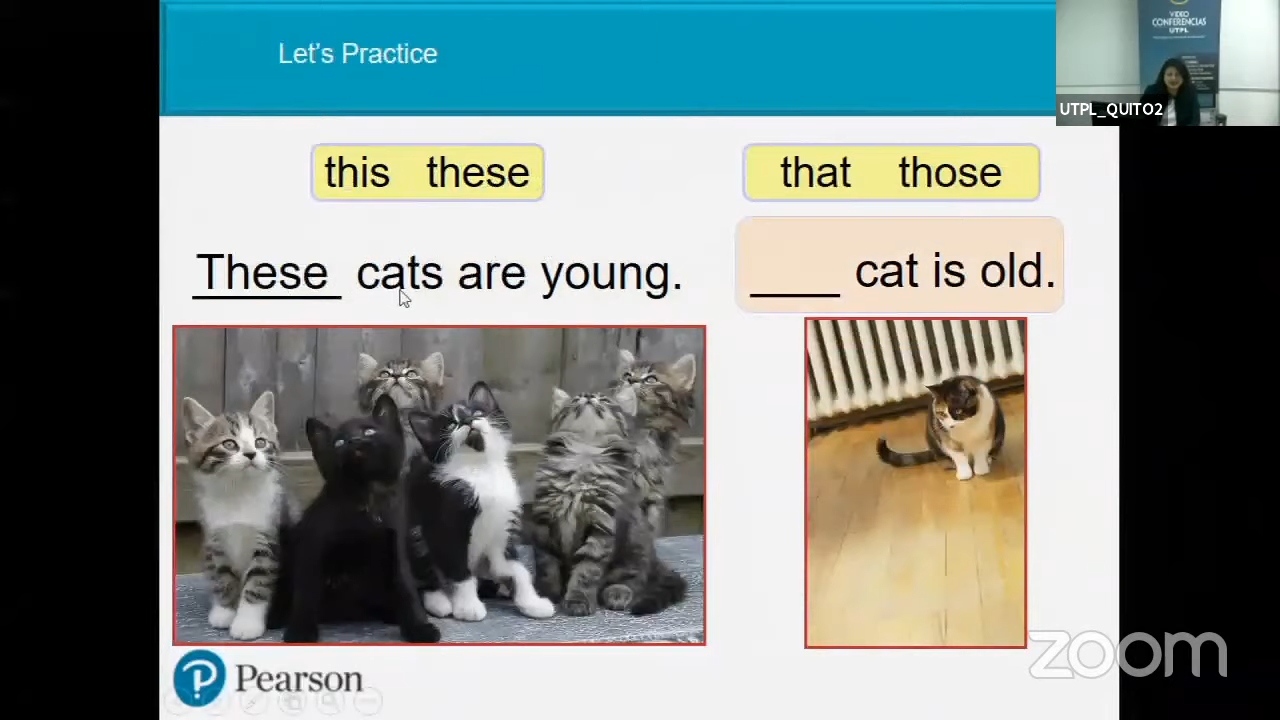 Let's Practice
VIDEO
CONFERENCIAS
UTPL
UTPL_QUITO2
this these
that those
These cats are young.
____ cat is old.
Pearson
zoom